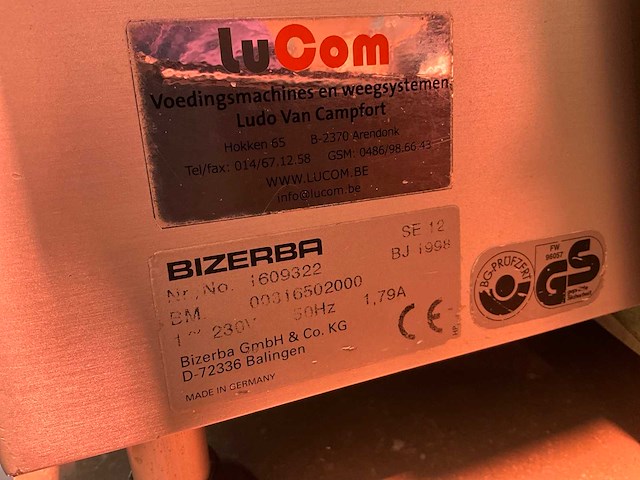 LuCom
Voedingsmachines en weegsystemen
Ludo Van Campfort
Hokken 65 B-2370 Arendonk
Tel/fax: 014/67.12.58 GSM: 0486/98.66.43
WWW.LUCOM.BE
info@lucom.be
BIZERBA SE 12
Nr./No. 1609322 BJ 1998
BM. 00316502000
1~ 230V 50Hz 1,79A
Bizerba GmbH & Co. KG
D-72336 Balingen
MADE IN GERMANY
CE
BG-PRÜFZERT
FW
96057
GS